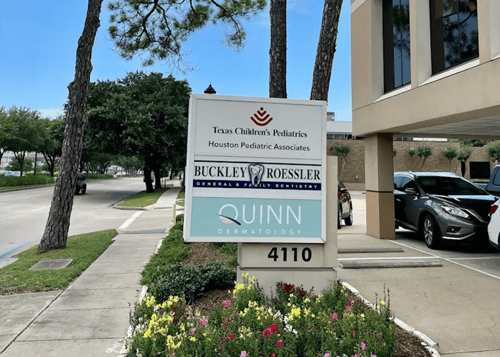 Texas Children's Pediatrics
Houston Pediatric Associates
BUCKLEY ROESSLER
GENERAL & FAMILY DENTISTRY
QUINN
DERMATOLOGY
4110